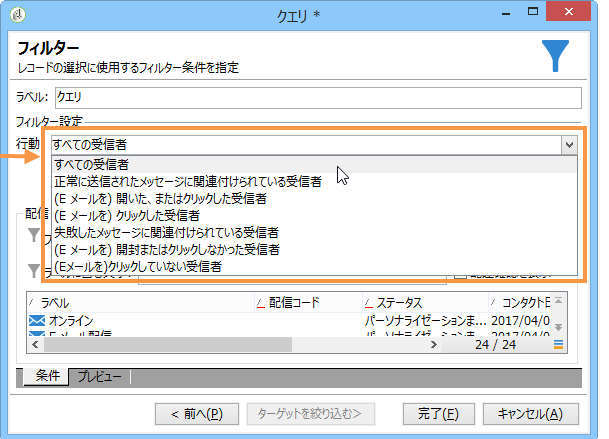 クエリ *
フィルター
レコードの選択に使用するフィルター条件を指定
ラベル: クエリ
フィルター設定
行動 すべての受信者
すべての受信者
正常に送信されたメッセージに関連付けられている受信者
(E メールを) 開いた、またはクリックした受信者
(E メールを) クリックした受信者
失敗したメッセージに関連付けられている受信者
(E メールを) 開封またはクリックしなかった受信者
(Eメールを)クリックしていない受信者
配信
ラベル 配信コード ステータス コンタクト日
オンライン パーソナライゼーションま... 2017/04/0
E メール配信 パーソナライゼーションま... 2017/04/0
24 / 24
条件 プレビュー
< 前へ(P) ターゲットを絞り込む> 完了(F) キャンセル(A)